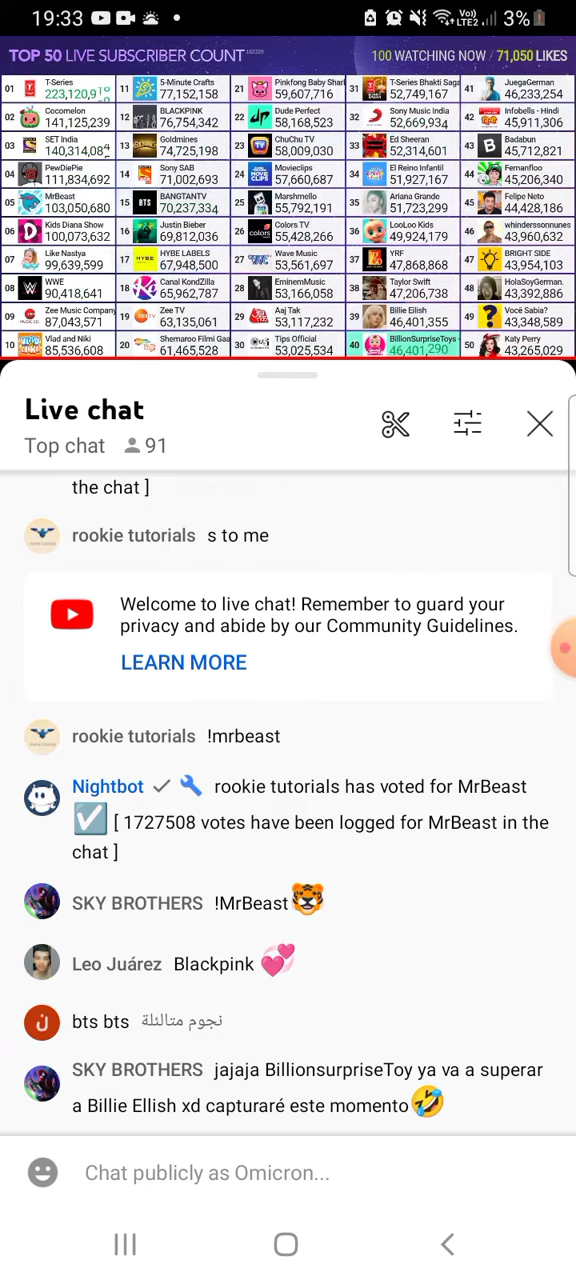 19:33 Vo)) LTE2 3%
TOP 50 LIVE SUBSCRIBER COUNT 100 WATCHING NOW / 71,050 LIKES
01 T-Series 223,120,9
02 Cocomelon 141,125,239
03 SET India 140,314,08
04 PewDiePie 111,834,692
05 MrBeast 103,050,680
06 Kids Diana Show 100,073,632
07 Like Nastya 99,639,599
08 WWE 90,418,641
09 Zee Music Company 87,043,571
10 Vlad and Niki 85,536,608
11 5-Minute Crafts 77,152,158
12 BLACKPINK 76,754,342
13 Goldmines 74,725,198
14 Sony SAB 71,002,693
15 BTS BANGTANTV 70,237,334
16 Justin Bieber 69,812,036
17 HYBE HYBE LABELS 67,948,500
18 Canal KondZilla 65,962,787
19 Zee TV 63,135,061
20 Shemaroo Filmi Gaa 61,465,528
21 Pinkfong Baby Shar 59,607,716
22 Dude Perfect 58,168,523
23 ChuChu TV 58,009,030
24 Movieclips 57,660,687
25 Marshmello 55,792,191
26 colors Colors TV 55,428,266
27 Wave Music 53,561,697
28 EminemMusic 53,166,058
29 Aaj Tak 53,117,232
30 Tips Official 53,025,534
31 T-Series Bhakti Saga 52,749,167
32 Sony Music India 52,669,934
33 Ed Sheeran 52,314,601
34 El Reino Infantil 51,927,167
35 Ariana Grande 51,723,299
36 LooLoo Kids 49,924,179
37 YRF 47,868,868
38 Taylor Swift 47,206,738
39 Billie Eilish 46,401,355
40 BillionSurpriseToys - 46,401,290
41 JuegaGerman 46,233,254
42 Infobells - Hindi 45,911,306
43 B Badabun 45,712,821
44 Fernanfloo 45,206,340
45 Felipe Neto 44,428,186
46 whinderssonnunes 43,960,632
47 BRIGHT SIDE 43,954,103
48 HolaSoyGerman. 43,392,886
49 Você Sabia? 43,348,589
50 Katy Perry 43,265,029
Live chat
Top chat 91
the chat ]
rookie tutorials s to me
Welcome to live chat! Remember to guard your
privacy and abide by our Community Guidelines.
LEARN MORE
rookie tutorials !mrbeast
Nightbot rookie tutorials has voted for MrBeast
[ 1727508 votes have been logged for MrBeast in the
chat ]
SKY BROTHERS !MrBeast
Leo Juárez Blackpink
ن bts bts نجوم متالئلة
SKY BROTHERS jajaja BillionsurpriseToy ya va a superar
a Billie Ellish xd capturaré este momento
Chat publicly as Omicron...